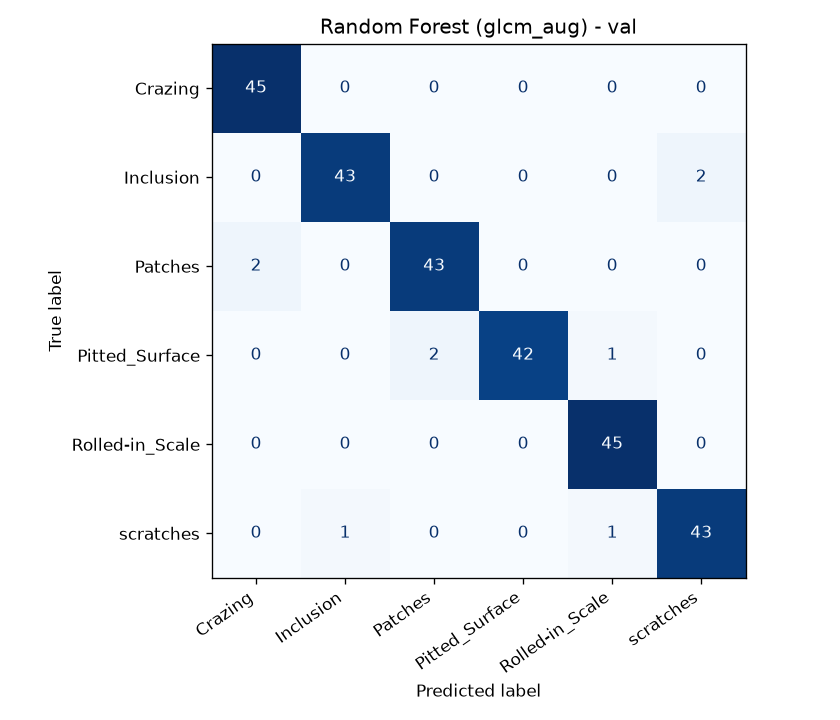 Random Forest (glcm_aug) - val
True label
Crazing 45 0 0 0 0 0
Inclusion 0 43 0 0 0 2
Patches 2 0 43 0 0 0
Pitted_Surface 0 0 2 42 1 0
Rolled-in_Scale 0 0 0 0 45 0
scratches 0 1 0 0 1 43
Crazing Inclusion Patches Pitted_Surface Rolled-in_Scale scratches
Predicted label